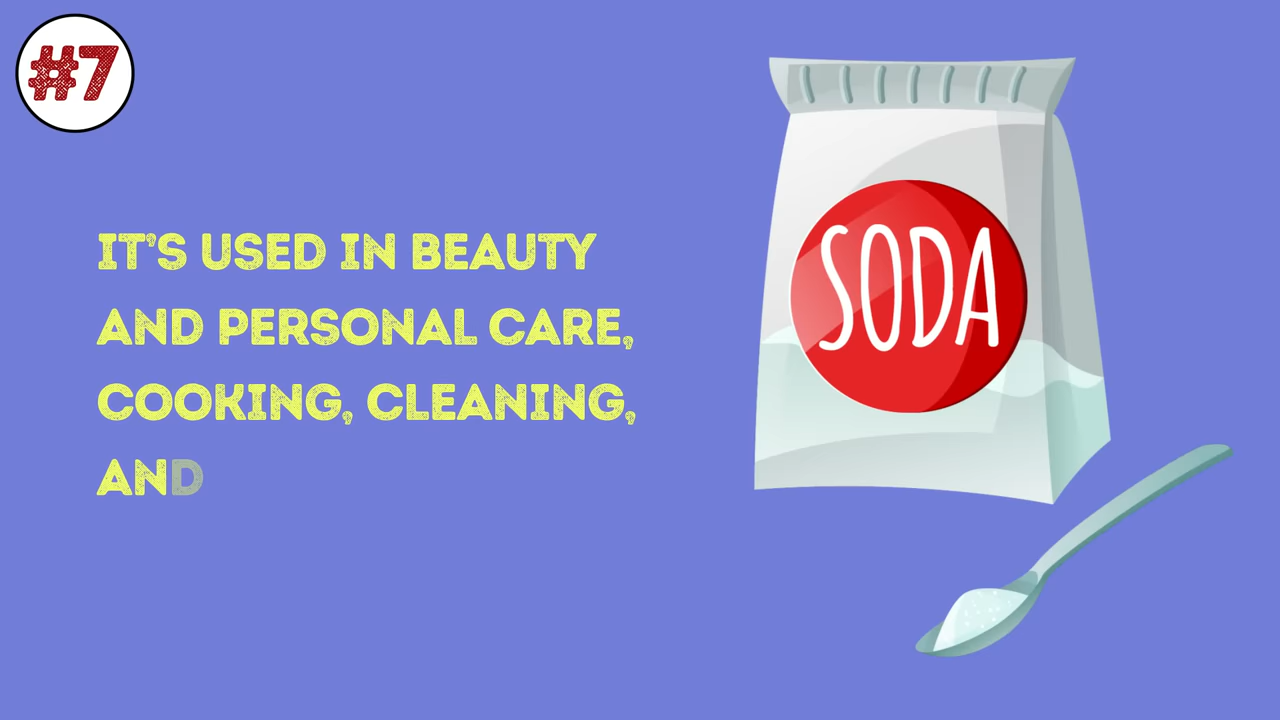 #7
IT'S USED IN BEAUTY
AND PERSONAL CARE,
COOKING, CLEANING,
AND
SODA